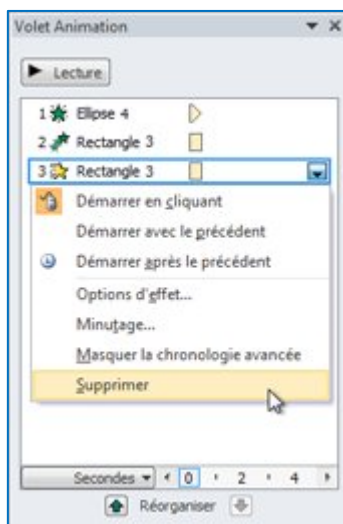 Volet Animation
Lecture
1 Ellipse 4
2 Rectangle 3
3 Rectangle 3
Démarrer en cliquant
Démarrer avec le précédent
Démarrer après le précédent
Options d'effet...
Minutage...
Masquer la chronologie avancée
Supprimer
Secondes 0 2 4
Réorganiser